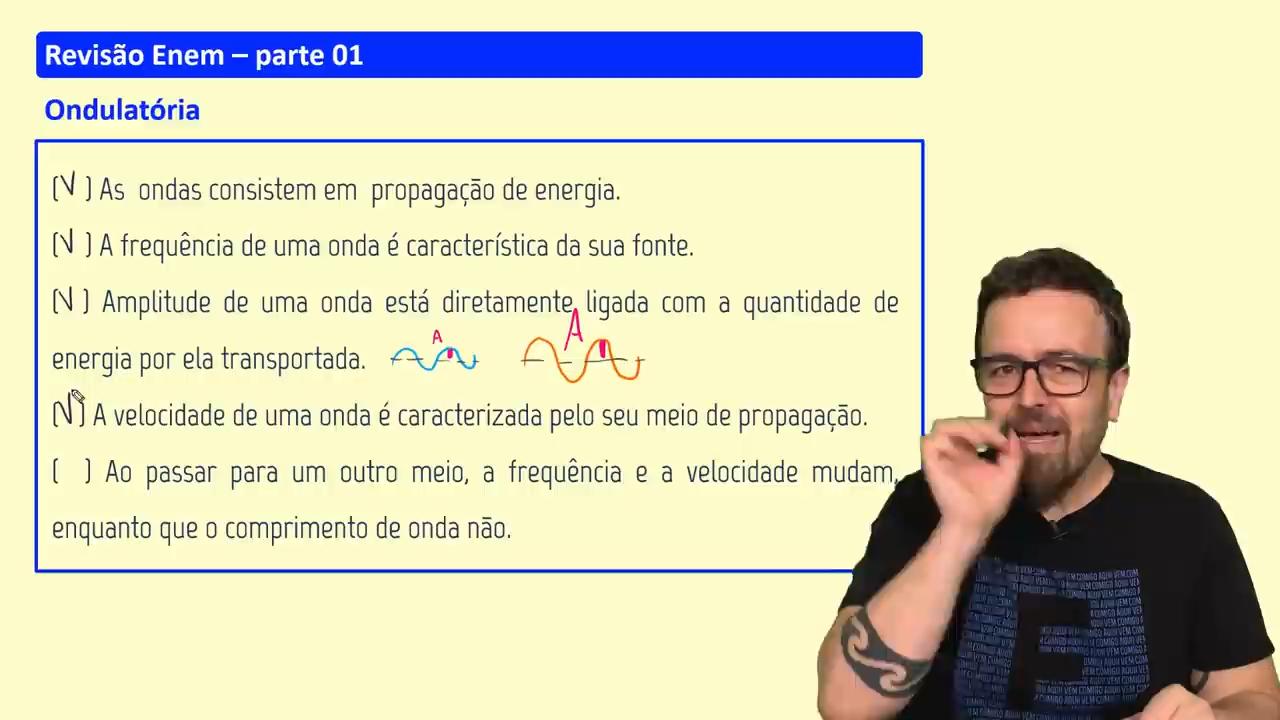 Revisão Enem – parte 01
Ondulatória
(V) As ondas consistem em propagação de energia.
(V) A frequência de uma onda é característica da sua fonte.
(V) Amplitude de uma onda está diretamente ligada com a quantidade de
A A
energia por ela transportada.
(V) A velocidade de uma onda é caracterizada pelo seu meio de propagação.
( ) Ao passar para um outro meio, a frequência e a velocidade mudam,
enquanto que o comprimento de onda não.